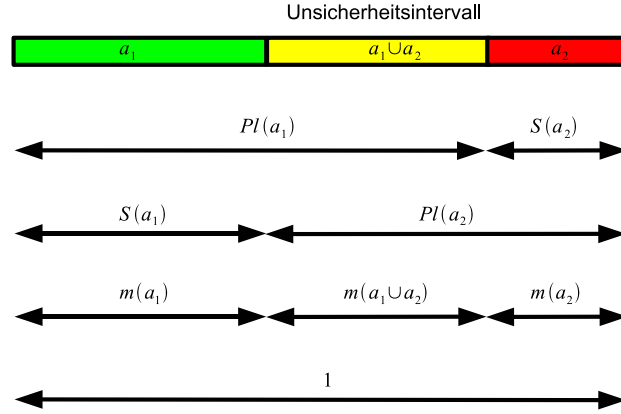 Unsicherheitsintervall
a₁ a₁∪a₂ a₂
Pl(a₁) S(a₂)
S(a₁) Pl(a₂)
m(a₁) m(a₁∪a₂) m(a₂)
1